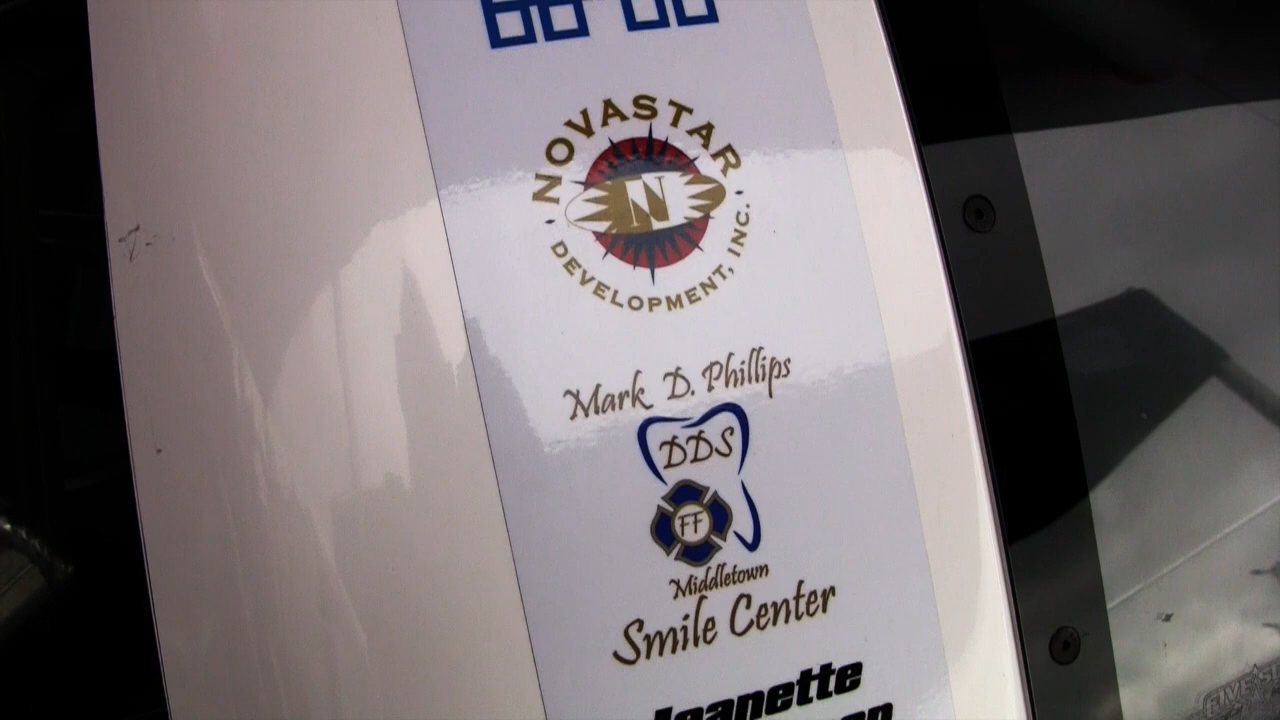 NOVASTAR
N
DEVELOPMENT, INC.
Mark D. Phillips
DDS
FF
Middletown
Smile Center
Jeanette